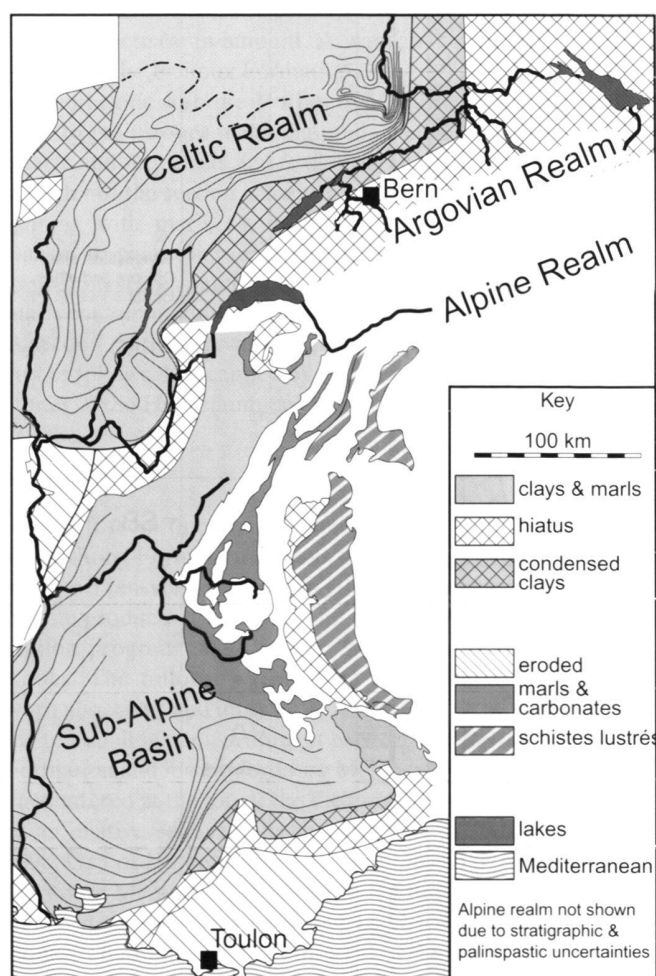 Celtic Realm
Bern
Argovian Realm
Alpine Realm
Sub-Alpine
Basin
Toulon
Key
100 km
clays & marls
hiatus
condensed
clays
eroded
marls &
carbonates
schistes lustrés
lakes
Mediterranean
Alpine realm not shown
due to stratigraphic &
palinspastic uncertainties